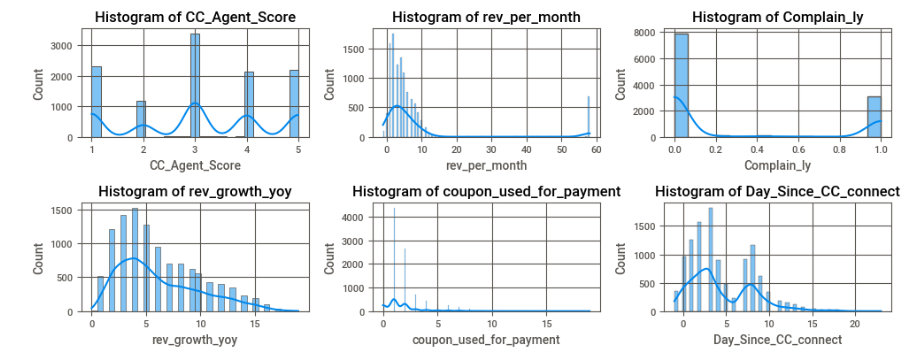 Histogram of CC_Agent_Score
Count
3000
2000
1000
0
1 2 3 4 5
CC_Agent_Score
Histogram of rev_per_month
Count
1500
1000
500
0
0 10 20 30 40 50 60
rev_per_month
Histogram of Complain_ly
Count
8000
6000
4000
2000
0
0.0 0.2 0.4 0.6 0.8 1.0
Complain_ly
Histogram of rev_growth_yoy
Count
1500
1000
500
0
0 5 10 15
rev_growth_yoy
Histogram of coupon_used_for_payment
Count
4000
3000
2000
1000
0
0 5 10 15
coupon_used_for_payment
Histogram of Day_Since_CC_connect
Count
1500
1000
500
0
0 5 10 15 20
Day_Since_CC_connect